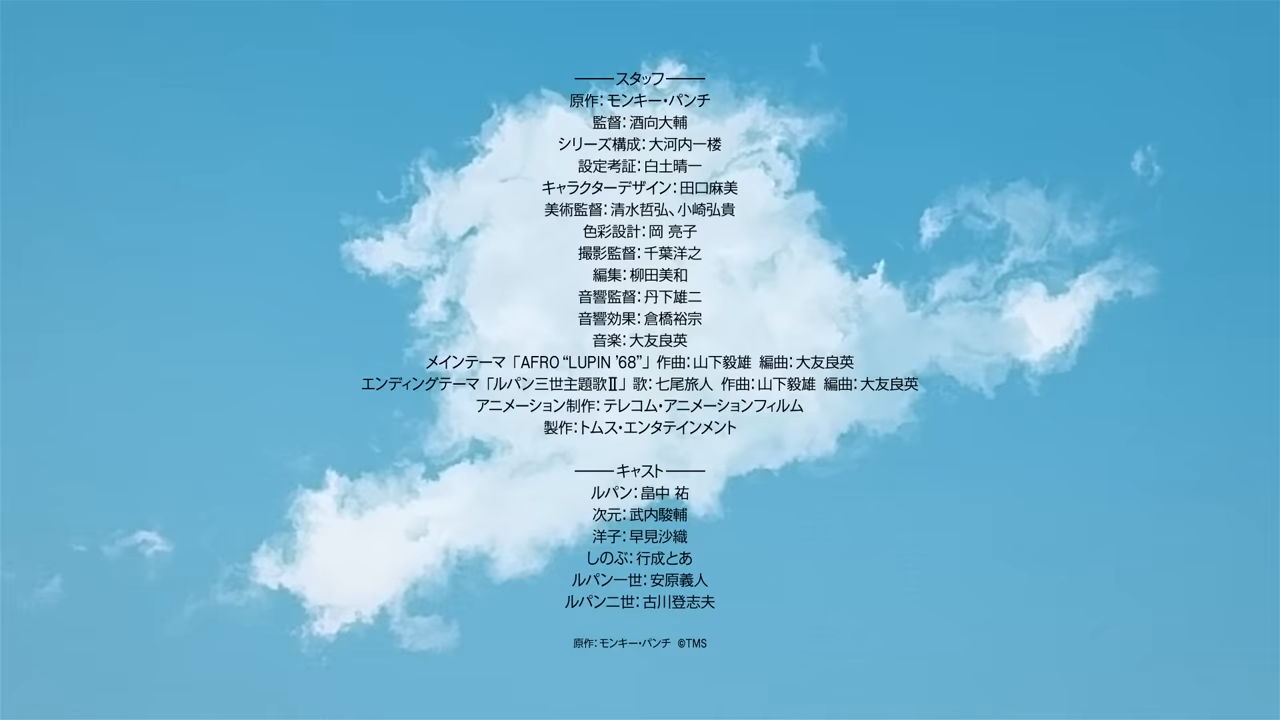 ――スタッフ――
原作：モンキー・パンチ
監督：酒向大輔
シリーズ構成：大河内一楼
設定考証：白土晴一
キャラクターデザイン：田口麻美
美術監督：清水哲弘、小崎弘貴
色彩設計：岡 亮子
撮影監督：千葉洋之
編集：柳田美和
音響監督：丹下雄二
音響効果：倉橋裕宗
音楽：大友良英
メインテーマ「AFRO “LUPIN ’68”」作曲：山下毅雄 編曲：大友良英
エンディングテーマ「ルパン三世主題歌Ⅱ」歌：七尾旅人 作曲：山下毅雄 編曲：大友良英
アニメーション制作：テレコム・アニメーションフィルム
製作：トムス・エンタテインメント
――キャスト――
ルパン：畠中 祐
次元：武内駿輔
洋子：早見沙織
しのぶ：行成とあ
ルパン一世：安原義人
ルパン二世：古川登志夫
原作：モンキー・パンチ ©TMS